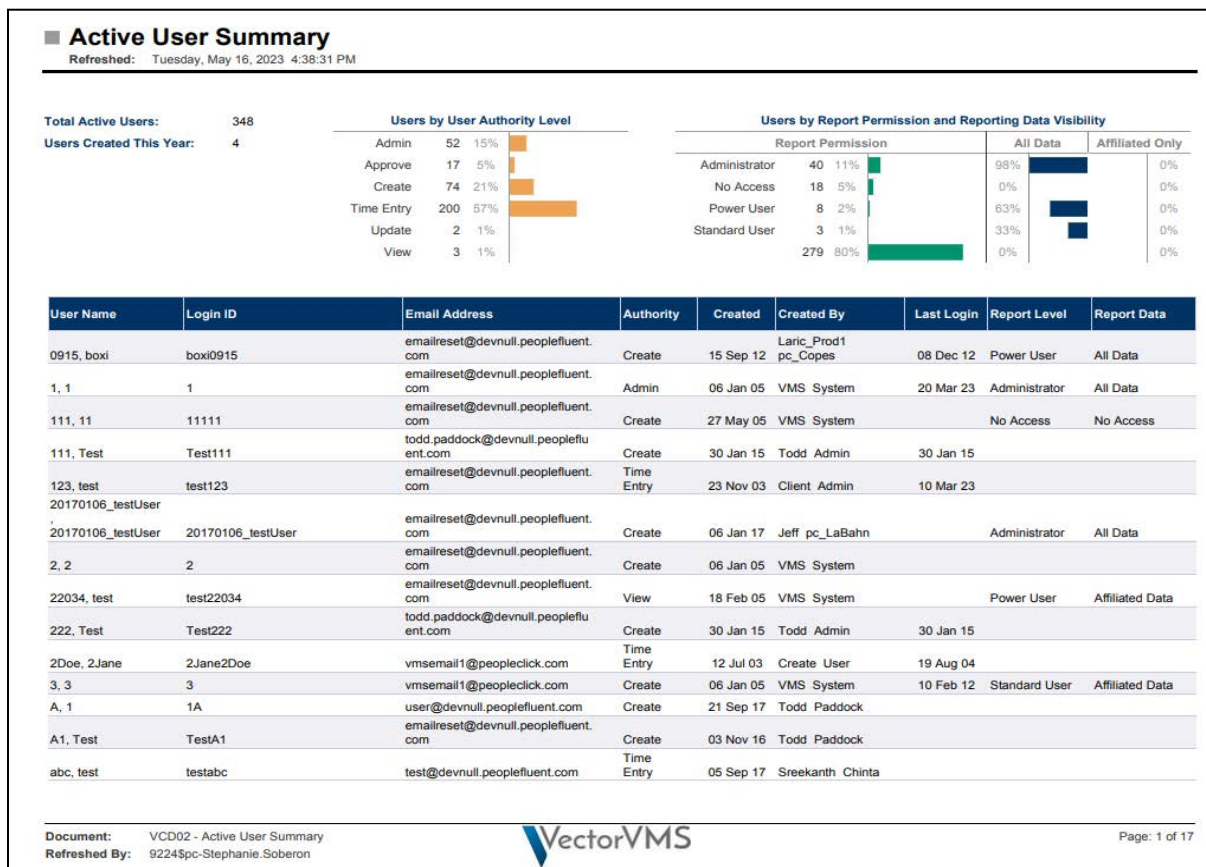 Active User Summary
Refreshed: Tuesday, May 16, 2023 4:38:31 PM
Total Active Users: 348
Users Created This Year: 4
Users by User Authority Level
Admin 52 15%
Approve 17 5%
Create 74 21%
Time Entry 200 57%
Update 2 1%
View 3 1%
Users by Report Permission and Reporting Data Visibility
Report Permission All Data Affiliated Only
Administrator 40 11% 98% 0%
No Access 18 5% 0% 0%
Power User 8 2% 63% 0%
Standard User 3 1% 33% 0%
279 80% 0% 0%
User Name Login ID Email Address Authority Created Created By Last Login Report Level Report Data
emailreset@devnull.peoplefluent. Laric_Prod1
0915, boxi boxi0915 com Create 15 Sep 12 pc_Copes 08 Dec 12 Power User All Data
emailreset@devnull.peoplefluent.
1, 1 1 com Admin 06 Jan 05 VMS System 20 Mar 23 Administrator All Data
emailreset@devnull.peoplefluent.
111, 11 11111 com Create 27 May 05 VMS System No Access No Access
todd.paddock@devnull.peopleflu
111, Test Test111 ent.com Create 30 Jan 15 Todd Admin 30 Jan 15
emailreset@devnull.peoplefluent. Time
123, test test123 com Entry 23 Nov 03 Client Admin 10 Mar 23
20170106_testUser
, emailreset@devnull.peoplefluent.
20170106_testUser 20170106_testUser com Create 06 Jan 17 Jeff pc_LaBahn Administrator All Data
emailreset@devnull.peoplefluent.
2, 2 2 com Create 06 Jan 05 VMS System
emailreset@devnull.peoplefluent.
22034, test test22034 com View 18 Feb 05 VMS System Power User Affiliated Data
todd.paddock@devnull.peopleflu
222, Test Test222 ent.com Create 30 Jan 15 Todd Admin 30 Jan 15
Time
2Doe, 2Jane 2Jane2Doe vmsemail1@peopleclick.com Entry 12 Jul 03 Create User 19 Aug 04
3, 3 3 vmsemail1@peopleclick.com Create 06 Jan 05 VMS System 10 Feb 12 Standard User Affiliated Data
A, 1 1A user@devnull.peoplefluent.com Create 21 Sep 17 Todd Paddock
emailreset@devnull.peoplefluent.
A1, Test TestA1 com Create 03 Nov 16 Todd Paddock
Time
abc, test testabc test@devnull.peoplefluent.com Entry 05 Sep 17 Sreekanth Chinta
Document: VCD02 - Active User Summary
Refreshed By: 9224$pc-Stephanie.Soberon
VectorVMS
Page: 1 of 17